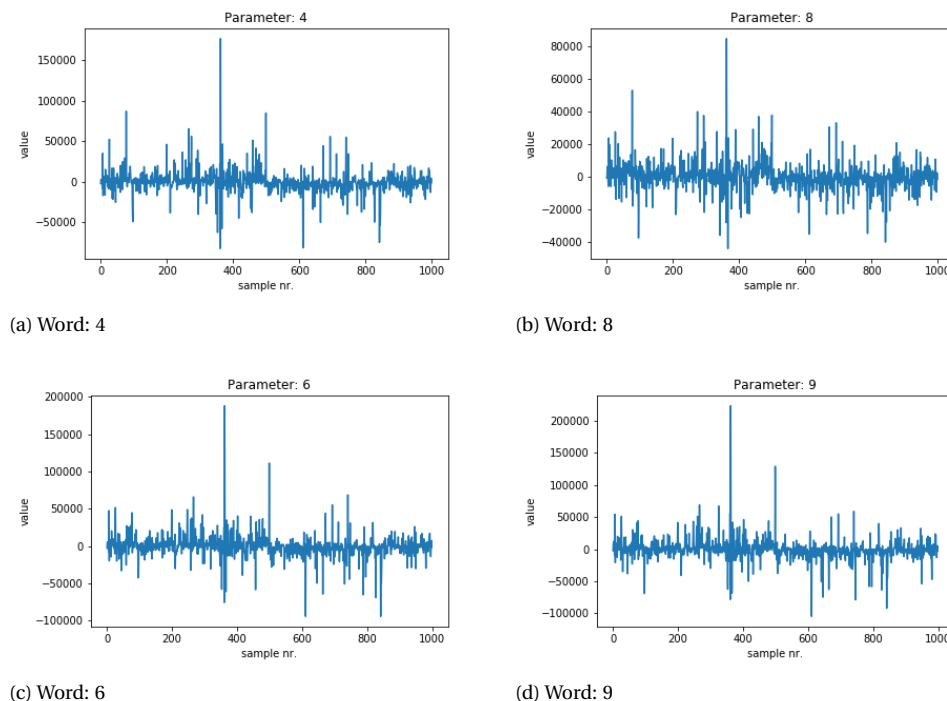 Parameter: 4
150000
100000
50000
0
−50000
value
0 200 400 600 800 1000
sample nr.
(a) Word: 4
Parameter: 8
80000
60000
40000
20000
0
−20000
−40000
value
0 200 400 600 800 1000
sample nr.
(b) Word: 8
Parameter: 6
200000
150000
100000
50000
0
−50000
−100000
value
0 200 400 600 800 1000
sample nr.
(c) Word: 6
Parameter: 9
200000
150000
100000
50000
0
−50000
−100000
value
0 200 400 600 800 1000
sample nr.
(d) Word: 9